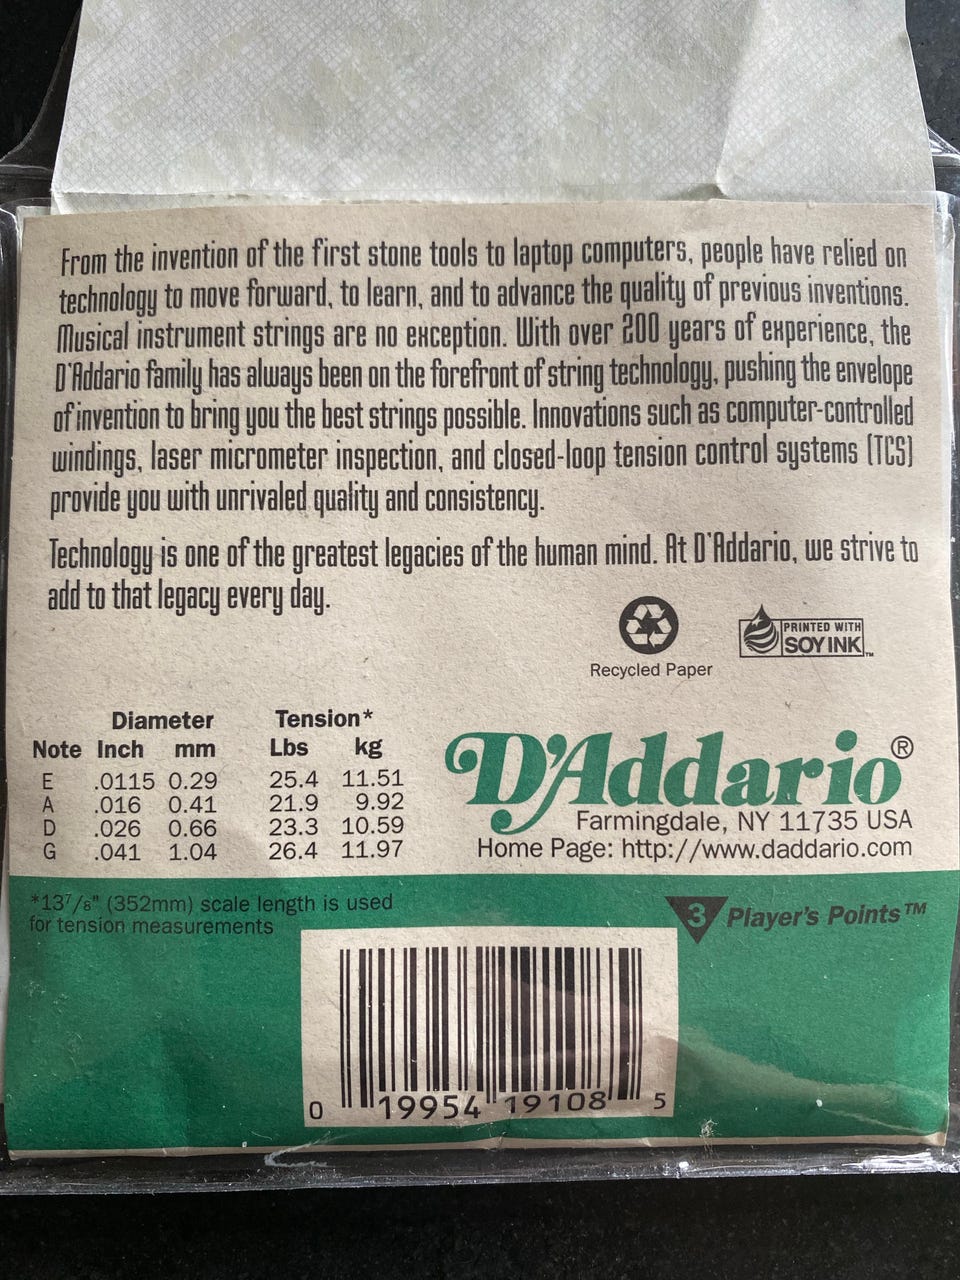 From the invention of the first stone tools to laptop computers, people have relied on
technology to move forward, to learn, and to advance the quality of previous inventions.
Musical instrument strings are no exception. With over 200 years of experience, the
D'Addario family has always been on the forefront of string technology, pushing the envelope
of invention to bring you the best strings possible. Innovations such as computer-controlled
windings, laser micrometer inspection, and closed-loop tension control systems (TCS)
provide you with unrivaled quality and consistency.
Technology is one of the greatest legacies of the human mind. At D'Addario, we strive to
add to that legacy every day.
PRINTED WITH
SOY INK™
Recycled Paper
Diameter Tension*
Note Inch mm Lbs kg
E .0115 0.29 25.4 11.51
A .016 0.41 21.9 9.92
D .026 0.66 23.3 10.59
G .041 1.04 26.4 11.97
D'Addario®
Farmingdale, NY 11735 USA
Home Page: http://www.daddario.com
*13 7/8" (352mm) scale length is used
for tension measurements
3 Player's Points™
0 19954 19108 5